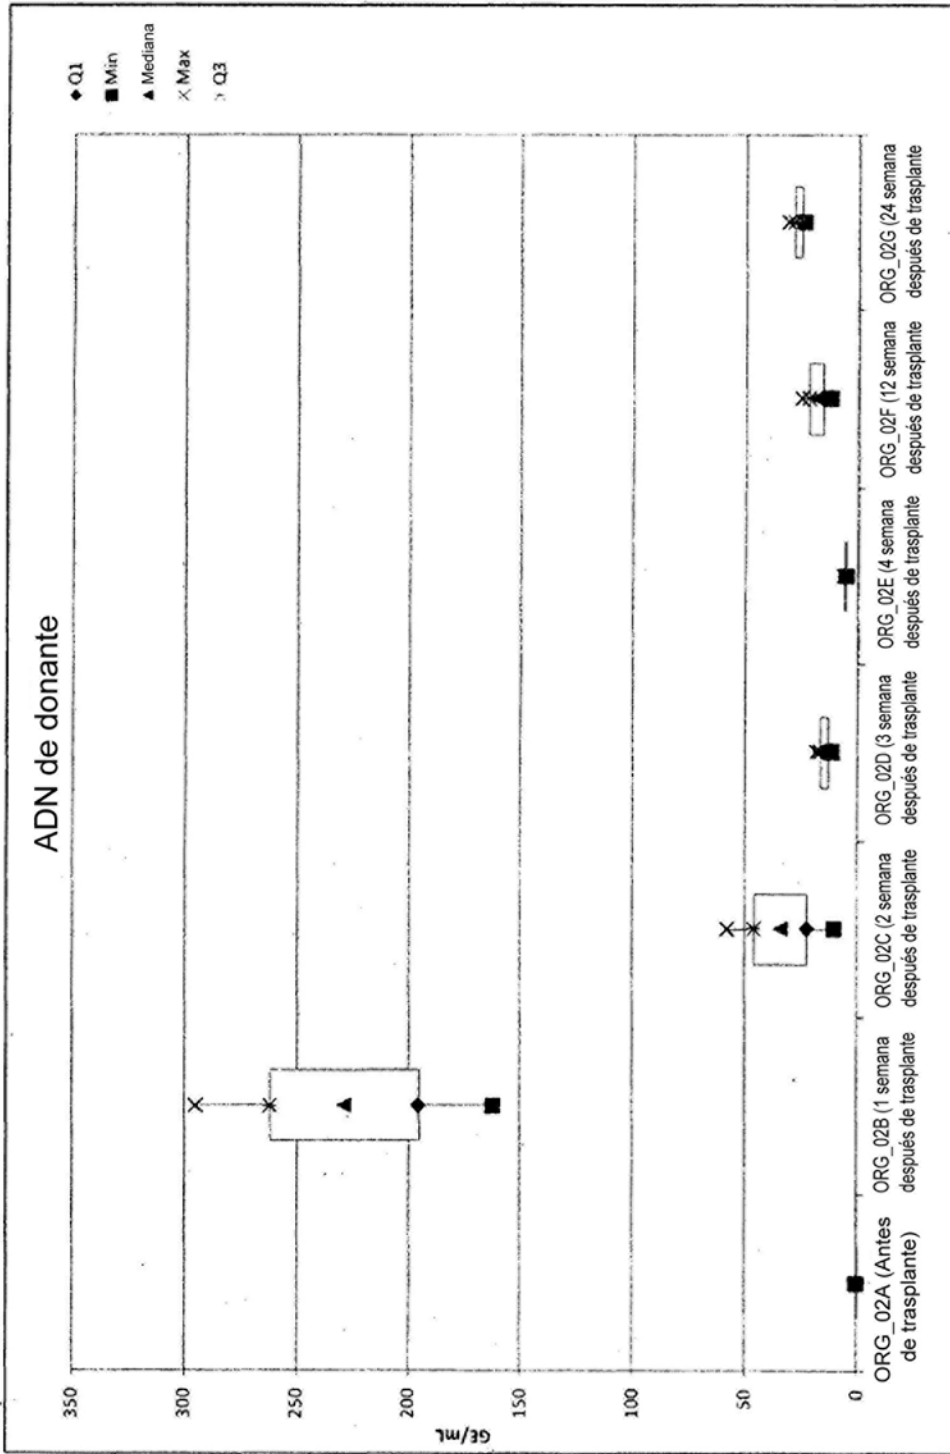 ADN de donante
◆ Q1
■ Min
▲ Mediana
× Max
Q3
350
300
250
200
150
100
50
0
GE/mL
ORG_02A (Antes
de trasplante)
ORG_02B (1 semana
después de trasplante
ORG_02C (2 semana
después de trasplante
ORG_02D (3 semana
después de trasplante
ORG_02E (4 semana
después de trasplante
ORG_02F (12 semana
después de trasplante
ORG_02G (24 semana
después de trasplante